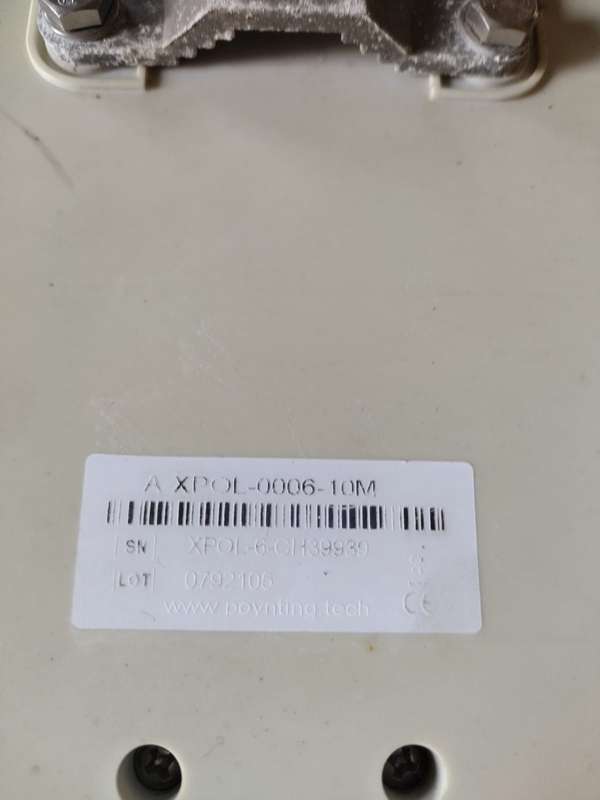 A XPOL-0006-10M
SN XPOL-6-CH39939
LOT 0792106
www.poynting.tech
CE